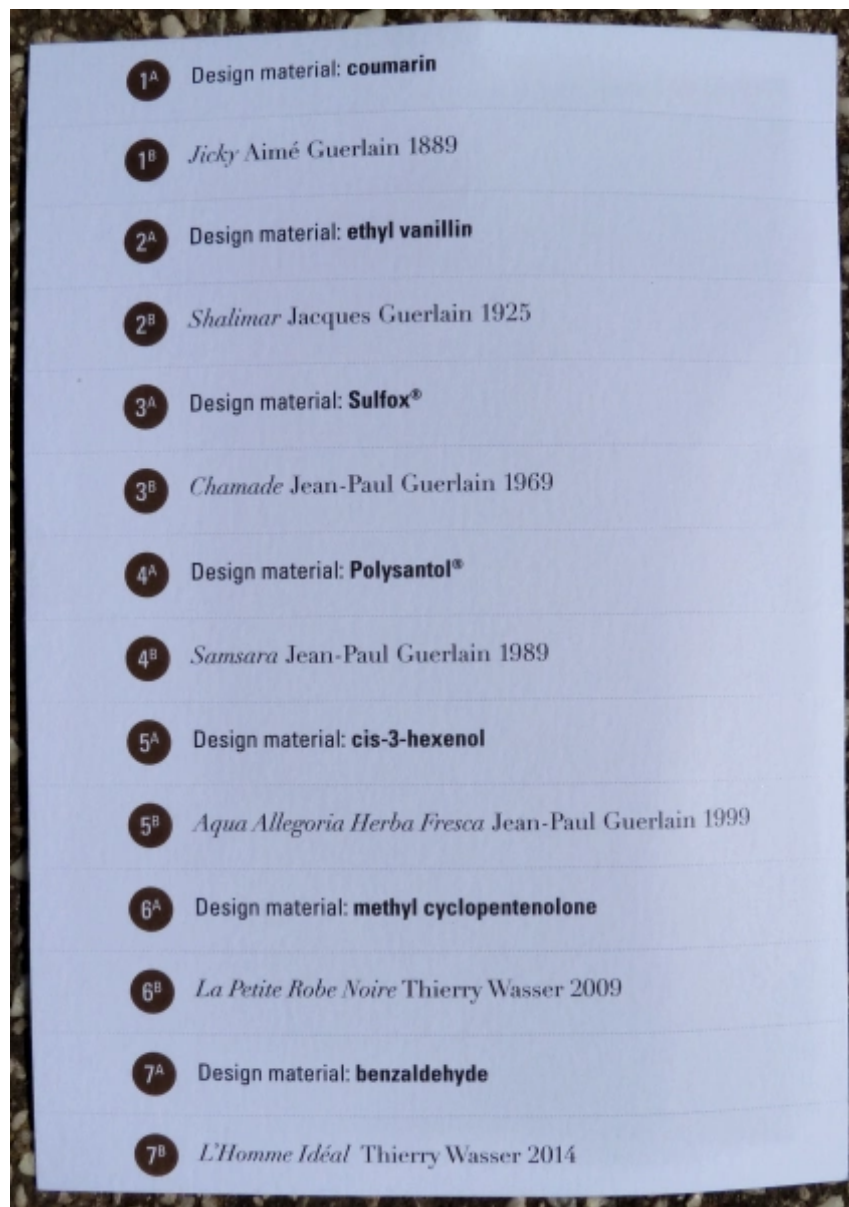 1A Design material: coumarin
1B Jicky Aimé Guerlain 1889
2A Design material: ethyl vanillin
2B Shalimar Jacques Guerlain 1925
3A Design material: Sulfox®
3B Chamade Jean-Paul Guerlain 1969
4A Design material: Polysantol®
4B Samsara Jean-Paul Guerlain 1989
5A Design material: cis-3-hexenol
5B Aqua Allegoria Herba Fresca Jean-Paul Guerlain 1999
6A Design material: methyl cyclopentenolone
6B La Petite Robe Noire Thierry Wasser 2009
7A Design material: benzaldehyde
7B L'Homme Idéal Thierry Wasser 2014